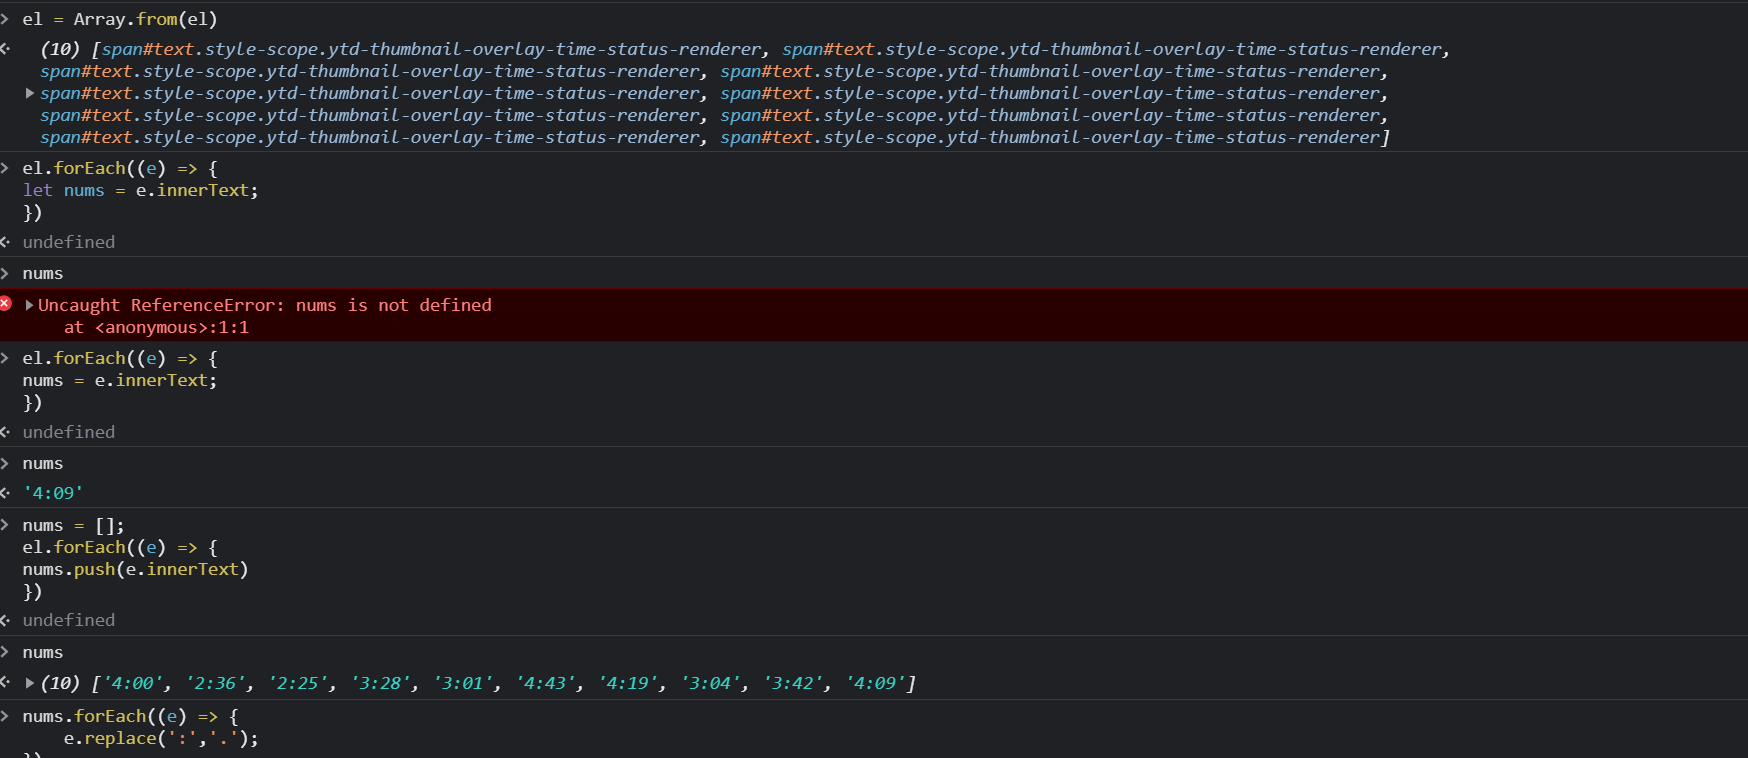 el = Array.from(el)
(10) [span#text.style-scope.ytd-thumbnail-overlay-time-status-renderer, span#text.style-scope.ytd-thumbnail-overlay-time-status-renderer,
span#text.style-scope.ytd-thumbnail-overlay-time-status-renderer, span#text.style-scope.ytd-thumbnail-overlay-time-status-renderer,
span#text.style-scope.ytd-thumbnail-overlay-time-status-renderer, span#text.style-scope.ytd-thumbnail-overlay-time-status-renderer,
span#text.style-scope.ytd-thumbnail-overlay-time-status-renderer, span#text.style-scope.ytd-thumbnail-overlay-time-status-renderer,
span#text.style-scope.ytd-thumbnail-overlay-time-status-renderer, span#text.style-scope.ytd-thumbnail-overlay-time-status-renderer]
el.forEach((e) => {
let nums = e.innerText;
})
undefined
nums
Uncaught ReferenceError: nums is not defined
at <anonymous>:1:1
el.forEach((e) => {
nums = e.innerText;
})
undefined
nums
'4:09'
nums = [];
el.forEach((e) => {
nums.push(e.innerText)
})
undefined
nums
(10) ['4:00', '2:36', '2:25', '3:28', '3:01', '4:43', '4:19', '3:04', '3:42', '4:09']
nums.forEach((e) => {
e.replace(':','.');
})